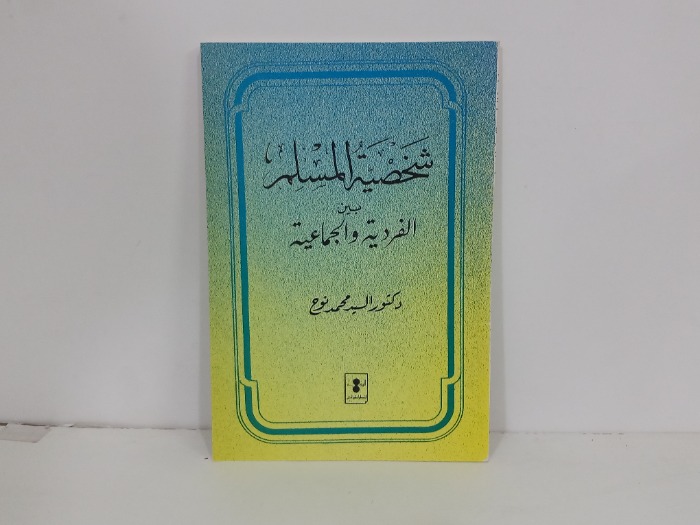 شخصية المسلم
بين
الفردية والجماعية
دكتور السيد محمد نوح